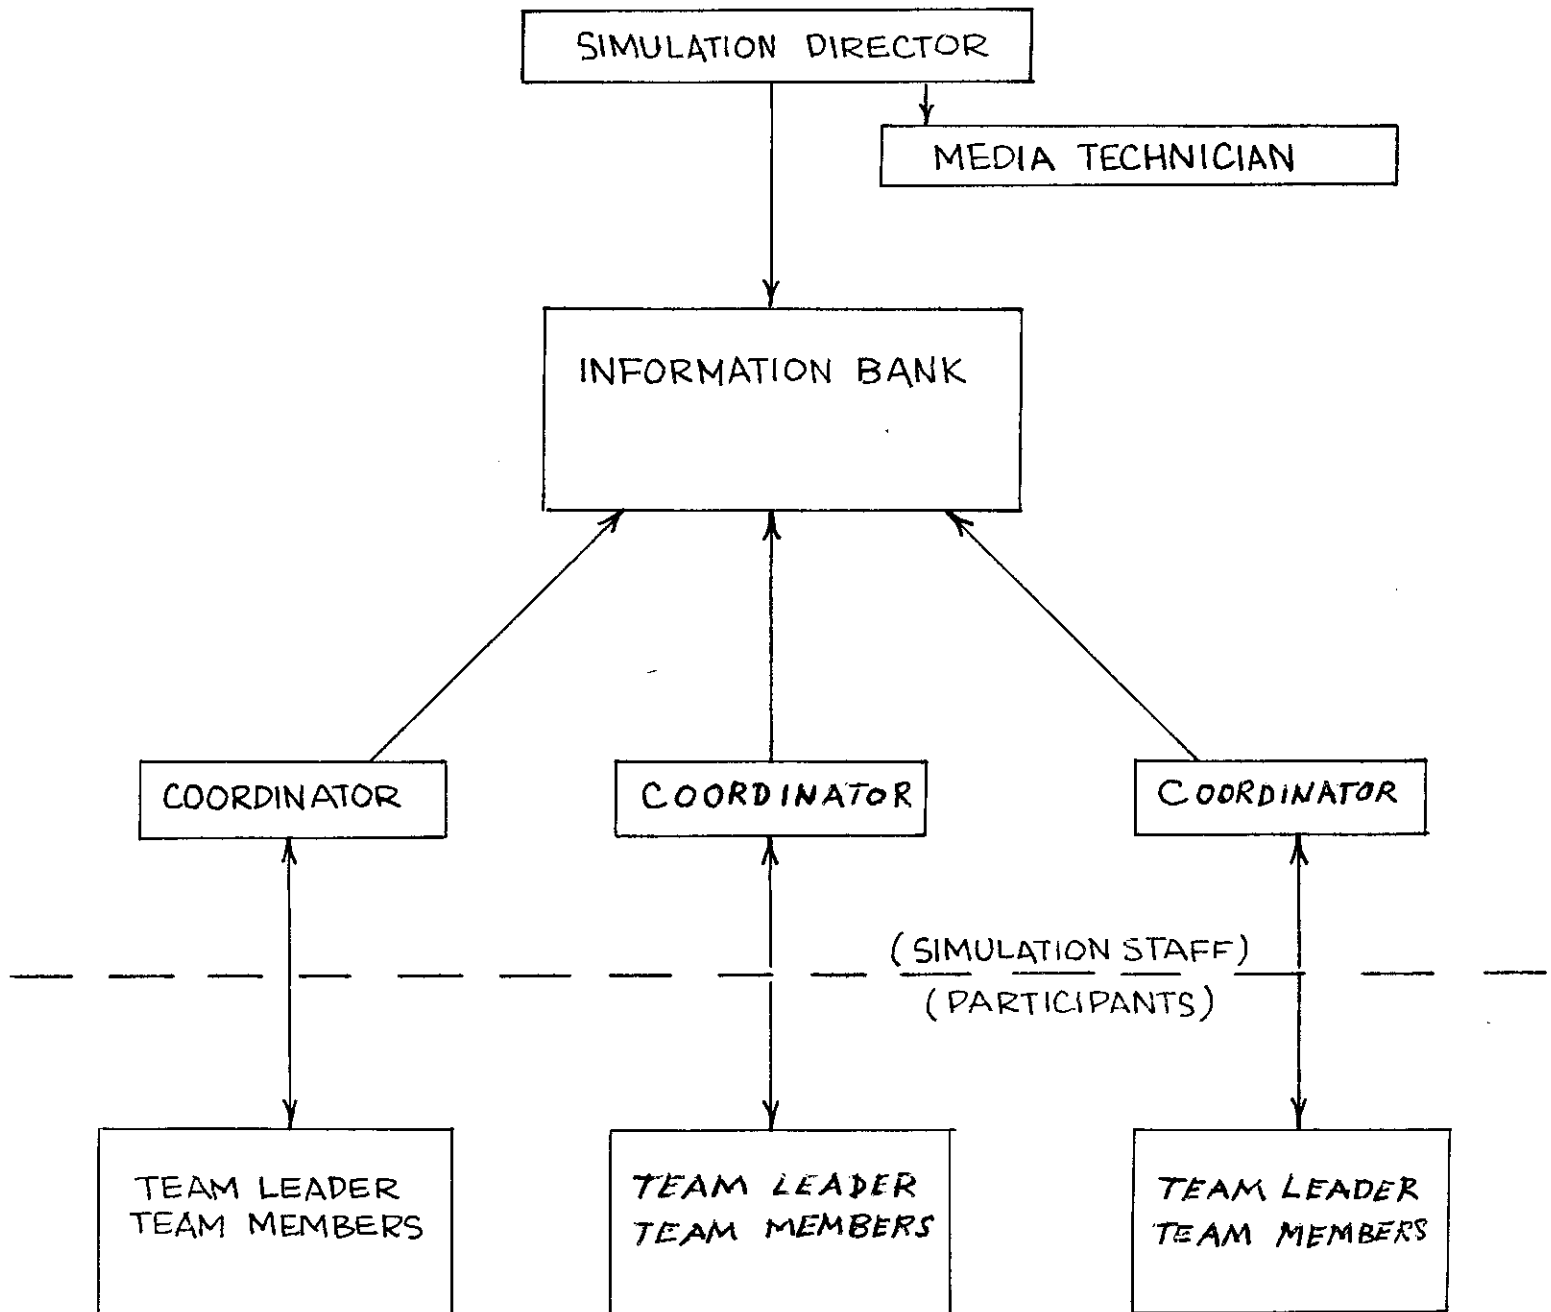 SIMULATION DIRECTOR
MEDIA TECHNICIAN
INFORMATION BANK
COORDINATOR
COORDINATOR
COORDINATOR
(SIMULATION STAFF)
(PARTICIPANTS)
TEAM LEADER
TEAM MEMBERS
TEAM LEADER
TEAM MEMBERS
TEAM LEADER
TEAM MEMBERS